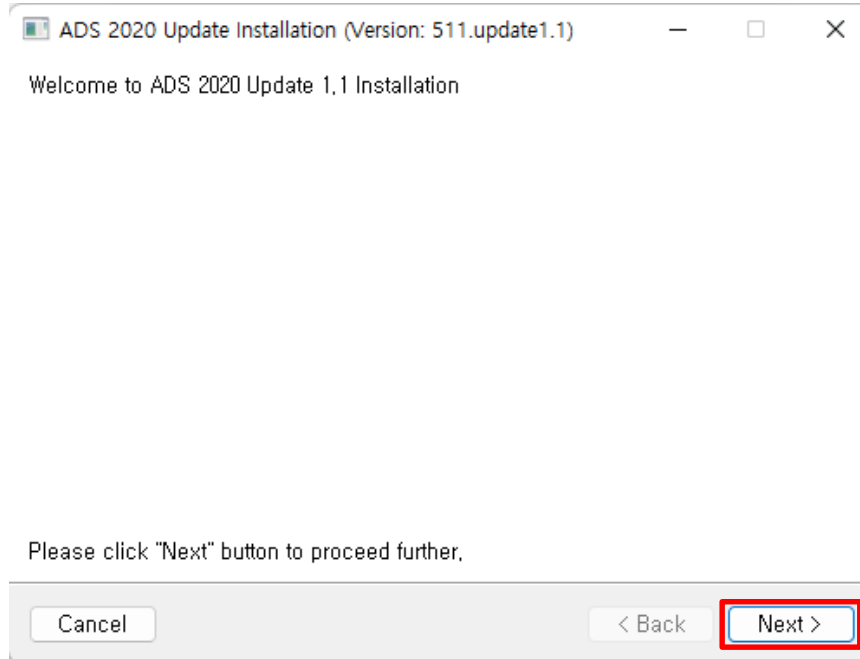 ADS 2020 Update Installation (Version: 511.update1.1)
Welcome to ADS 2020 Update 1,1 Installation
Please click "Next" button to proceed further,
Cancel
< Back
Next >